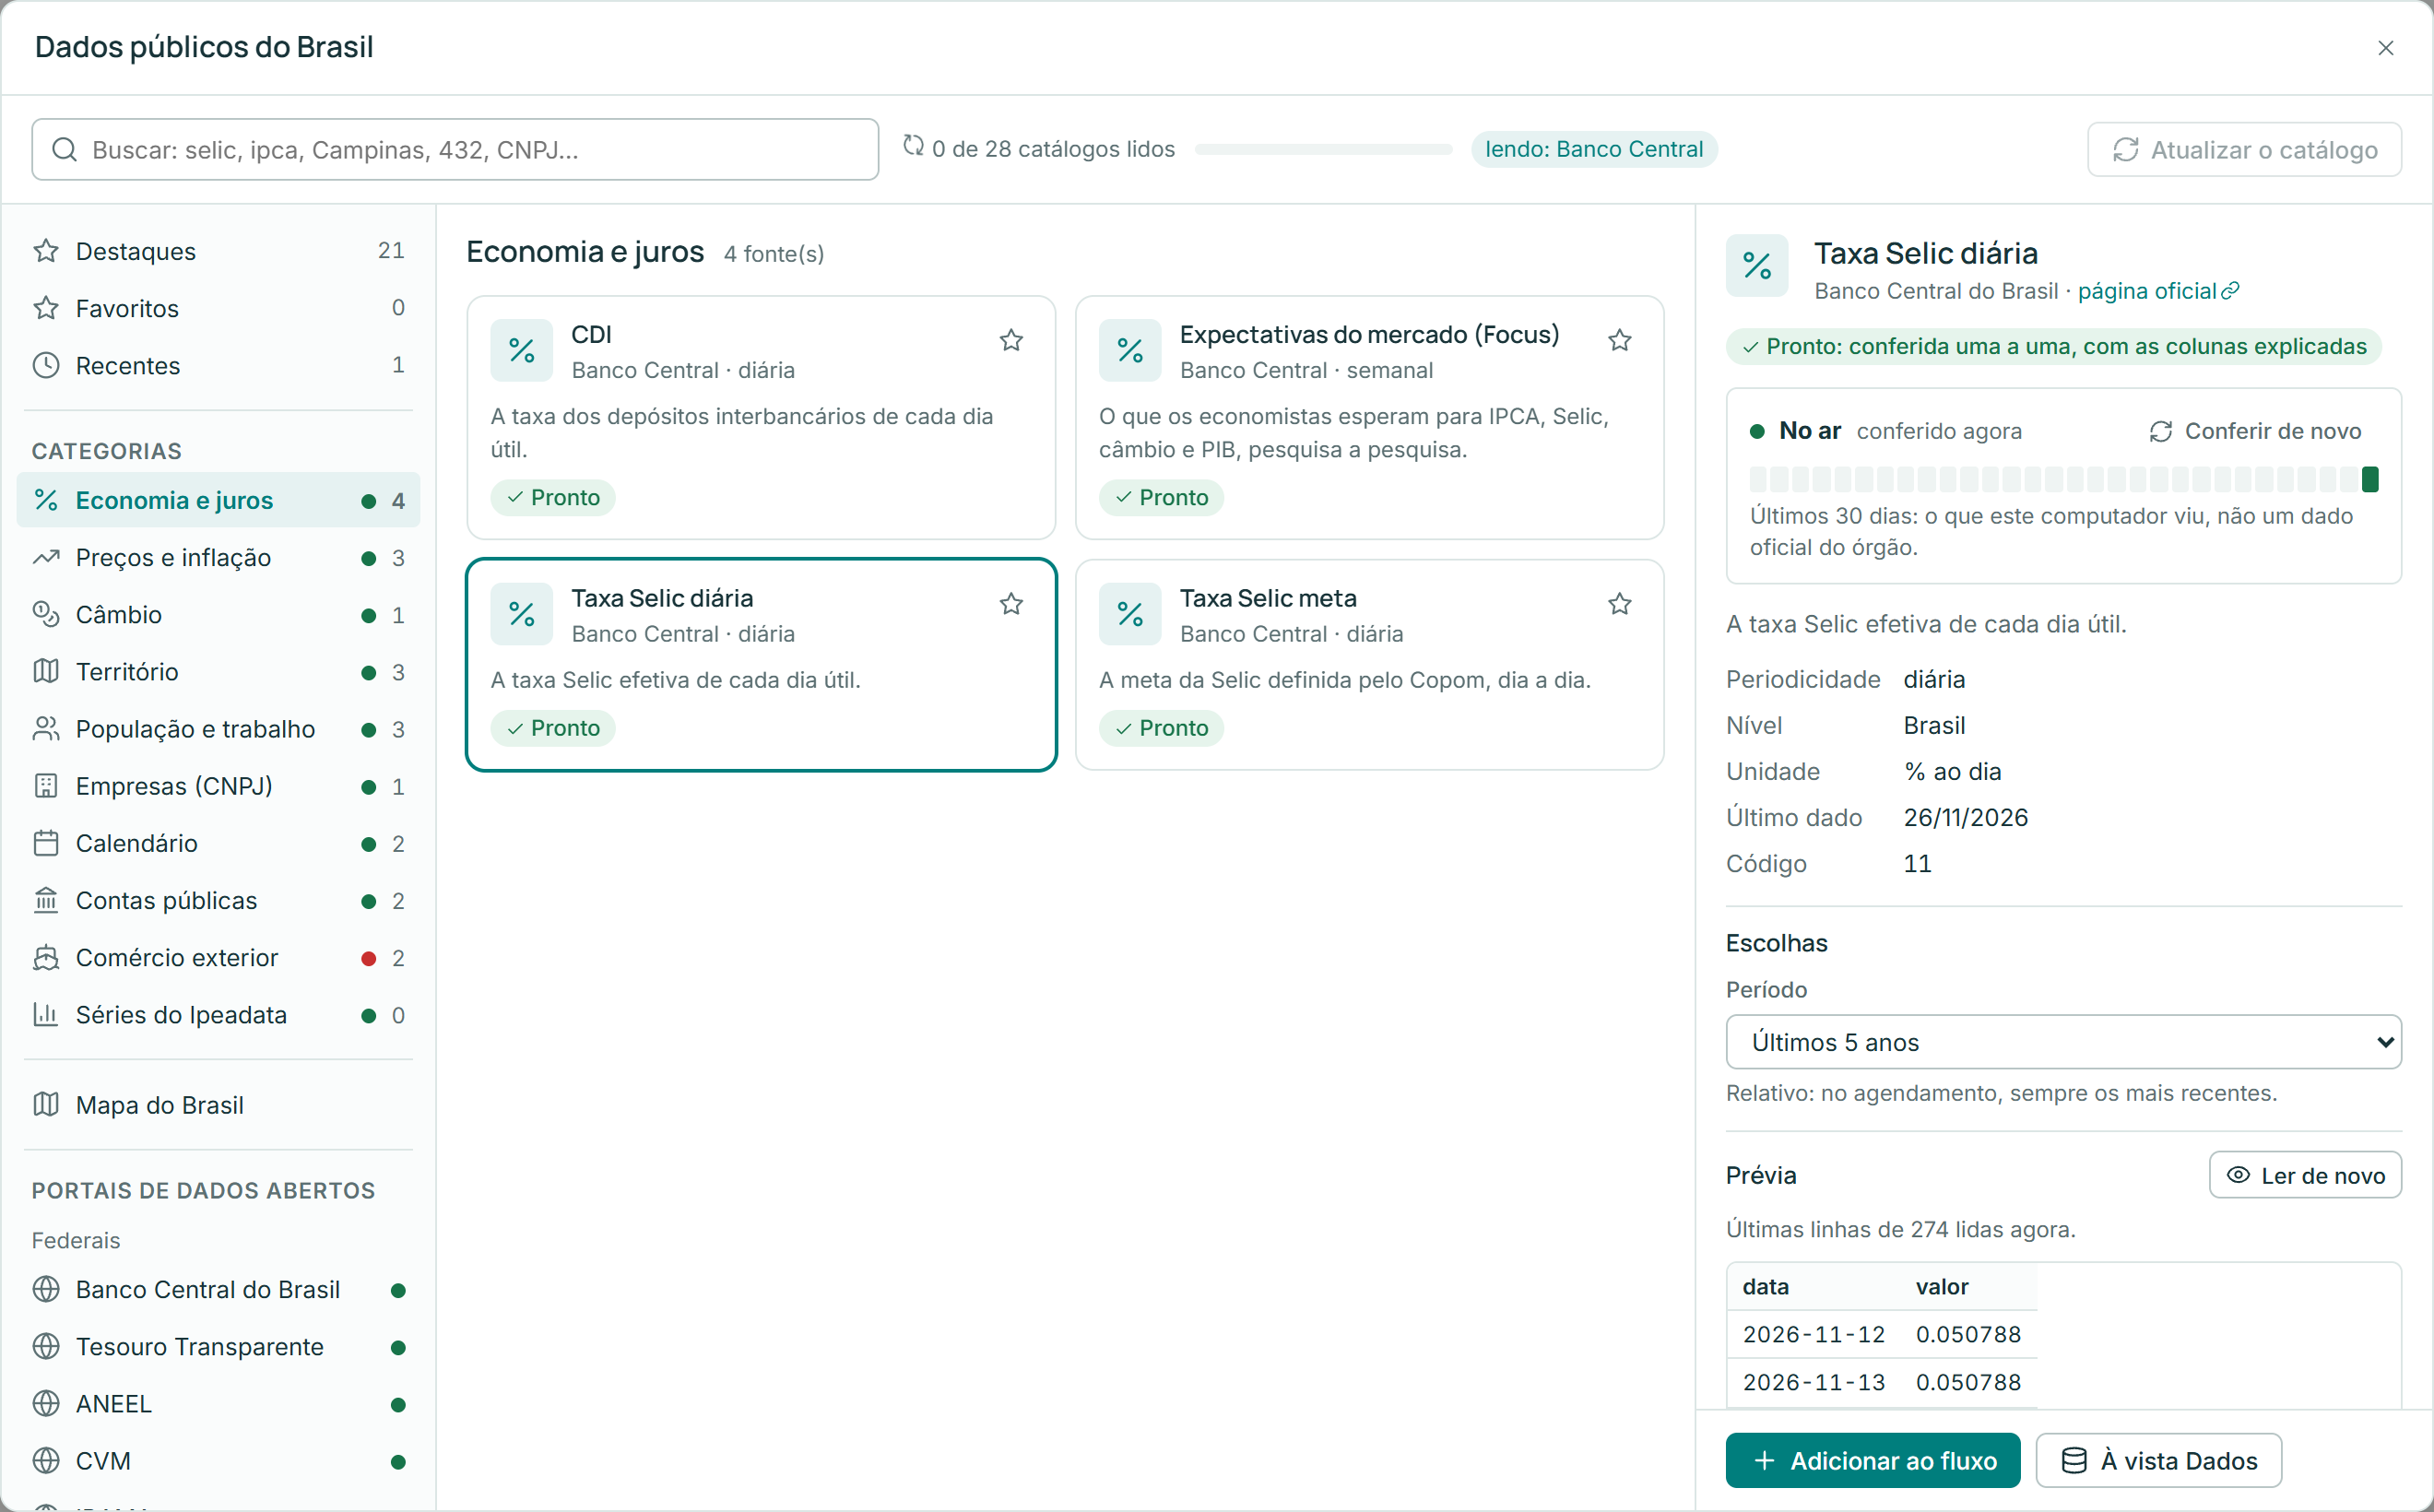 Dados públicos do Brasil
Buscar: selic, ipca, Campinas, 432, CNPJ...
0 de 28 catálogos lidos
lendo: Banco Central
Atualizar o catálogo
Destaques 21
Favoritos 0
Recentes 1
CATEGORIAS
Economia e juros 4
Preços e inflação 3
Câmbio 1
Território 3
População e trabalho 3
Empresas (CNPJ) 1
Calendário 2
Contas públicas 2
Comércio exterior 2
Séries do Ipeadata 0
Mapa do Brasil
PORTAIS DE DADOS ABERTOS
Federais
Banco Central do Brasil
Tesouro Transparente
ANEEL
CVM
Economia e juros 4 fonte(s)
CDI
Banco Central · diária
A taxa dos depósitos interbancários de cada dia
útil.
Pronto
Expectativas do mercado (Focus)
Banco Central · semanal
O que os economistas esperam para IPCA, Selic,
câmbio e PIB, pesquisa a pesquisa.
Pronto
Taxa Selic diária
Banco Central · diária
A taxa Selic efetiva de cada dia útil.
Pronto
Taxa Selic meta
Banco Central · diária
A meta da Selic definida pelo Copom, dia a dia.
Pronto
Taxa Selic diária
Banco Central do Brasil · página oficial
Pronto: conferida uma a uma, com as colunas explicadas
No ar conferido agora
Conferir de novo
Últimos 30 dias: o que este computador viu, não um dado
oficial do órgão.
A taxa Selic efetiva de cada dia útil.
Periodicidade diária
Nível Brasil
Unidade % ao dia
Último dado 26/11/2026
Código 11
Escolhas
Período
Últimos 5 anos
Relativo: no agendamento, sempre os mais recentes.
Prévia
Ler de novo
Últimas linhas de 274 lidas agora.
data valor
2026-11-12 0.050788
2026-11-13 0.050788
Adicionar ao fluxo
À vista Dados